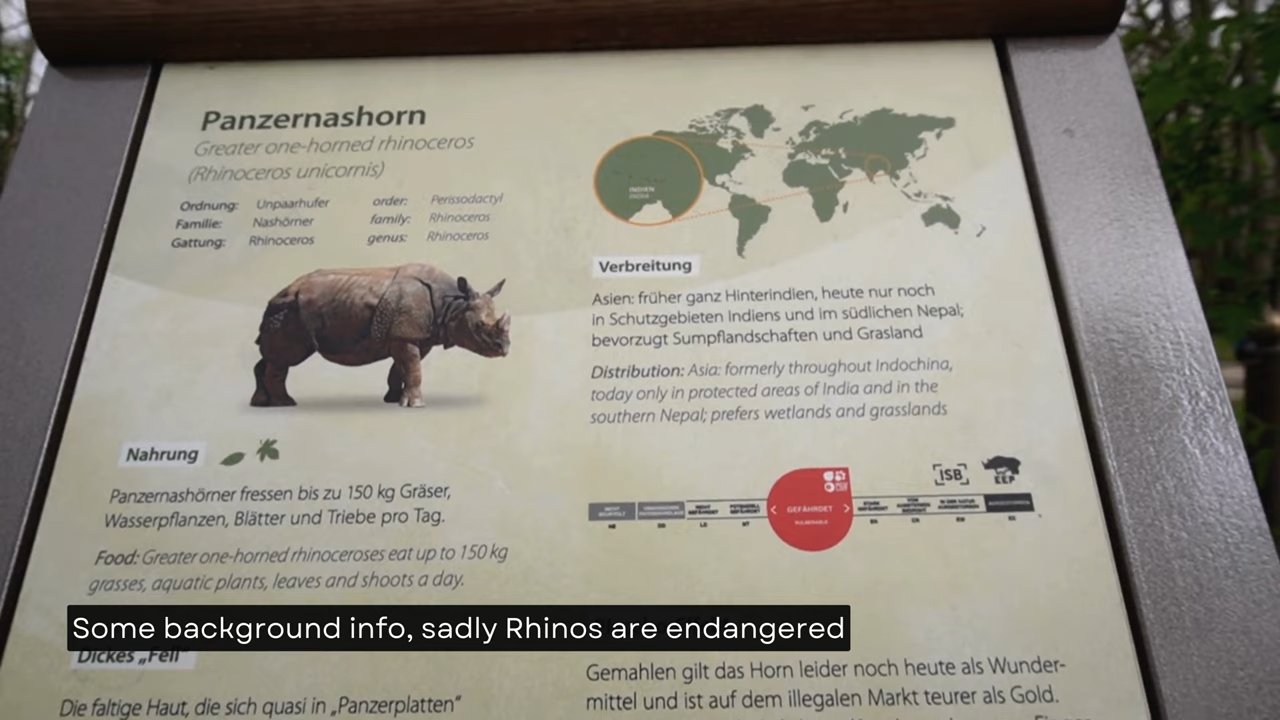 Panzernashorn
Greater one-horned rhinoceros
(Rhinoceros unicornis)
Ordnung: Unpaarhufer
Familie: Nashörner
Gattung: Rhinoceros
order: Perissodactyl
family: Rhinoceros
genus: Rhinoceros
Nahrung
Panzernashörner fressen bis zu 150 kg Gräser,
Wasserpflanzen, Blätter und Triebe pro Tag.
Food: Greater one-horned rhinoceroses eat up to 150 kg
grasses, aquatic plants, leaves and shoots a day.
INDIEN
INDIA
Verbreitung
Asien: früher ganz Hinterindien, heute nur noch
in Schutzgebieten Indiens und im südlichen Nepal;
bevorzugt Sumpflandschaften und Grasland
Distribution: Asia: formerly throughout Indochina,
today only in protected areas of India and in the
southern Nepal; prefers wetlands and grasslands
ISB
EEP
GEFÄHRDET
VULNERABLE
Some background info, sadly Rhinos are endangered
Dickes „Fell“
Die faltige Haut, die sich quasi in „Panzerplatten“
Gemahlen gilt das Horn leider noch heute als Wunder-
mittel und ist auf dem illegalen Markt teurer als Gold.